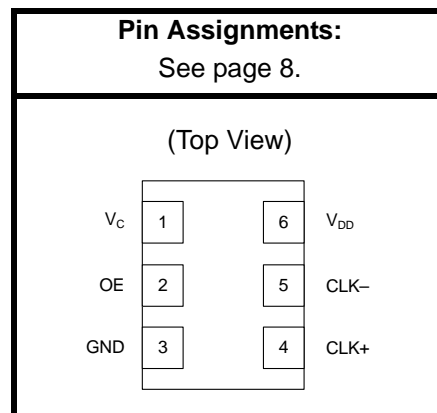 Pin Assignments:
See page 8.
(Top View)
VC 1 6 VDD
OE 2 5 CLK–
GND 3 4 CLK+